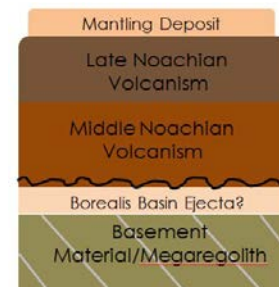 Mantling Deposit
Late Noachian
Volcanism
Middle Noachian
Volcanism
Borealis Basin Ejecta?
Basement
Material/Megaregolith